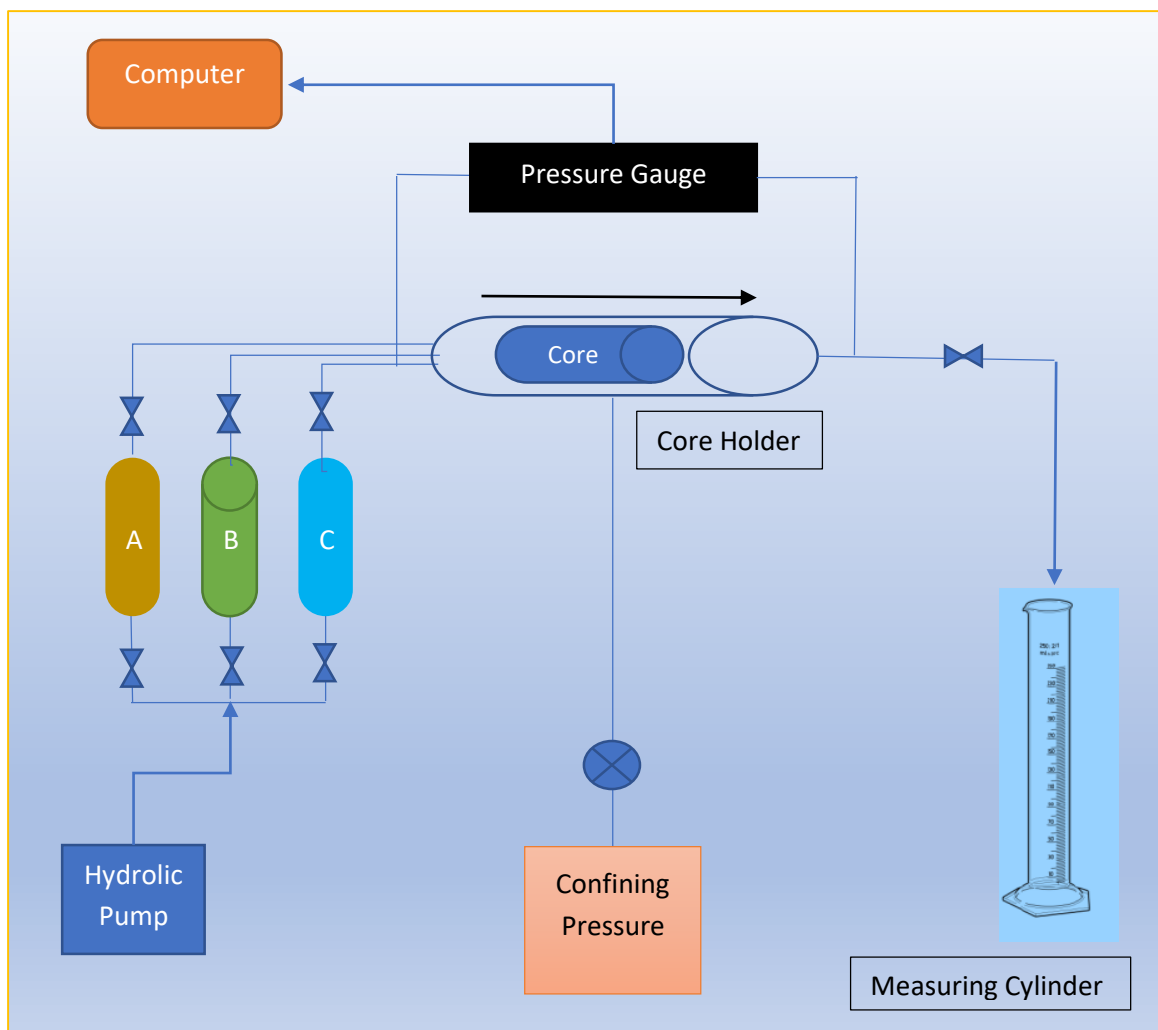 Computer
Pressure Gauge
Core
Core Holder
A
B
C
Hydrolic
Pump
Confining
Pressure
Measuring Cylinder